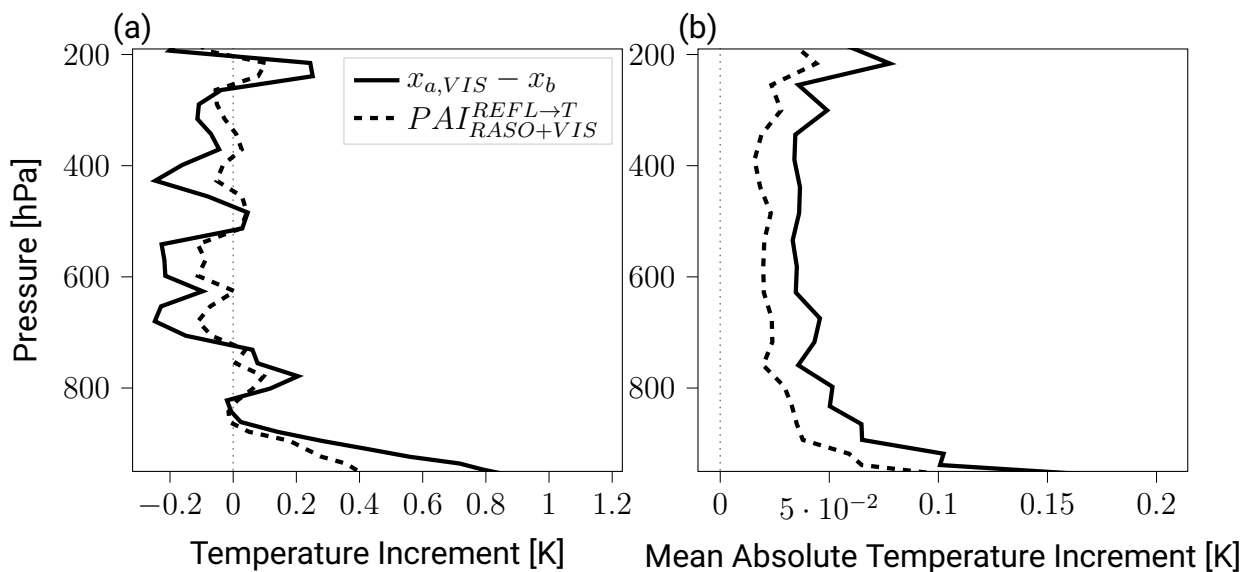 (a)
(b)
200
400
600
800
Pressure [hPa]
x_{a,VIS} − x_b
PAI^{REFL→T}_{RASO+VIS}
−0.2 0 0.2 0.4 0.6 0.8 1 1.2
Temperature Increment [K]
200
400
600
800
0 5 · 10^{−2} 0.1 0.15 0.2
Mean Absolute Temperature Increment [K]